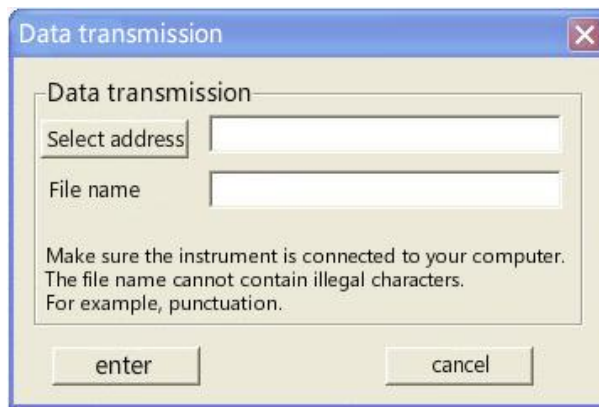 Data transmission
Data transmission
Select address
File name
Make sure the instrument is connected to your computer.
The file name cannot contain illegal characters.
For example, punctuation.
enter
cancel